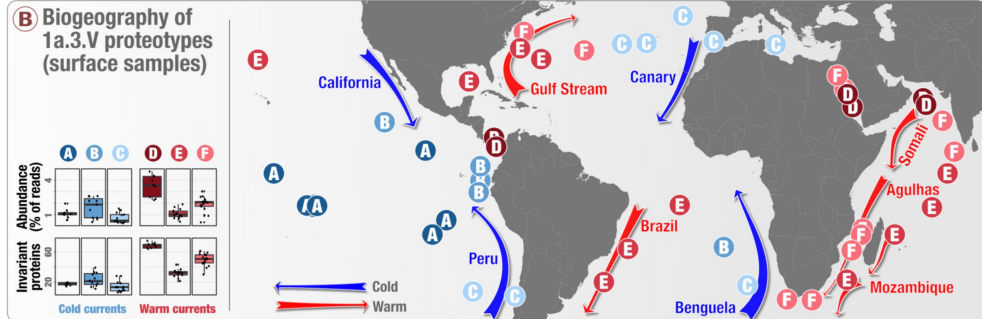 B Biogeography of
1a.3.V proteotypes
(surface samples)
A B C D E F
Abundance
(% of reads)
4
1
Invariant
proteins
60
20
Cold currents Warm currents
California
Gulf Stream
Canary
Somali
Agulhas
Brazil
Peru
Benguela
Mozambique
Cold
Warm
E
E
E
E
F
F
B
A
D
D
B
B
B
A
A
A
A
A
C
C
E
E
E
C
C
C
C
C
B
C
F
F
D
D
D
D
F
F
E
E
F
F
F
E
E
F
F